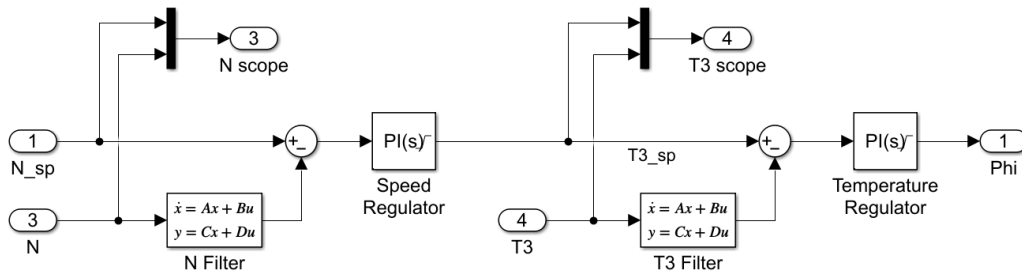 3
N scope
4
T3 scope
1
N_sp
+
−
PI(s)
Speed
Regulator
T3_sp
+
−
PI(s)
Temperature
Regulator
1
Phi
3
N
ẋ = Ax + Bu
y = Cx + Du
N Filter
4
T3
ẋ = Ax + Bu
y = Cx + Du
T3 Filter